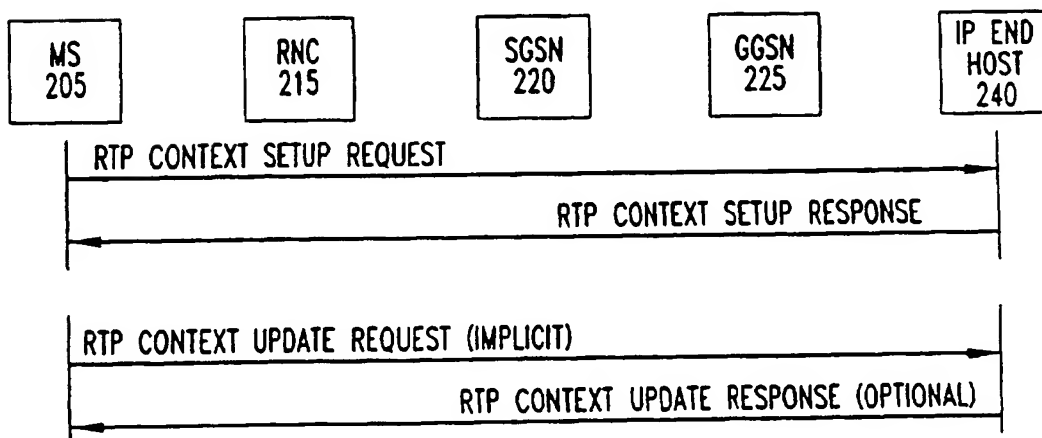 MS
205
RNC
215
SGSN
220
GGSN
225
IP END
HOST
240
RTP CONTEXT SETUP REQUEST
RTP CONTEXT SETUP RESPONSE
RTP CONTEXT UPDATE REQUEST (IMPLICIT)
RTP CONTEXT UPDATE RESPONSE (OPTIONAL)